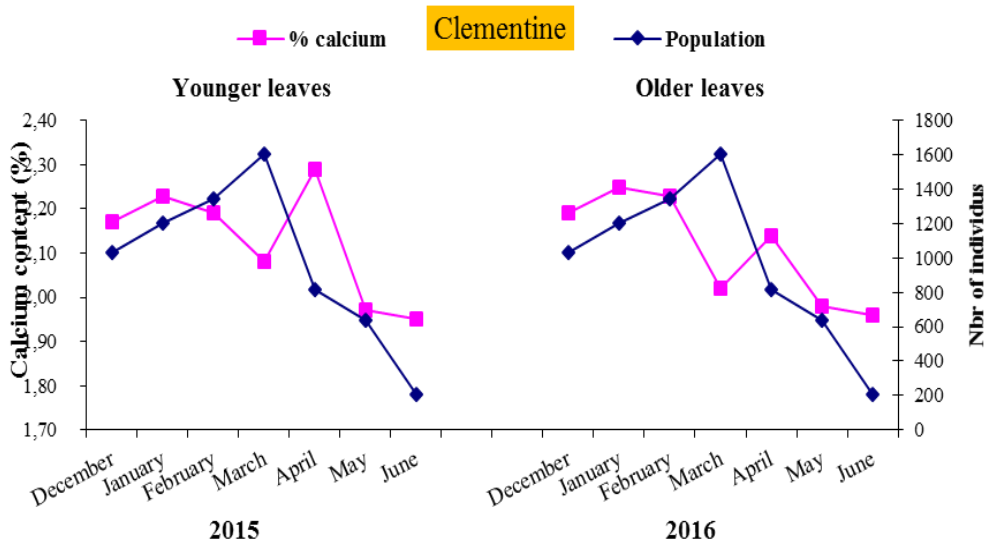 Clementine
% calcium
Population
Younger leaves
Older leaves
Calcium content (%)
2,40
2,30
2,20
2,10
2,00
1,90
1,80
1,70
1800
1600
1400
1200
1000
800
600
400
200
0
Nbr of individus
December
January
February
March
April
May
June
December
January
February
March
April
May
June
2015
2016